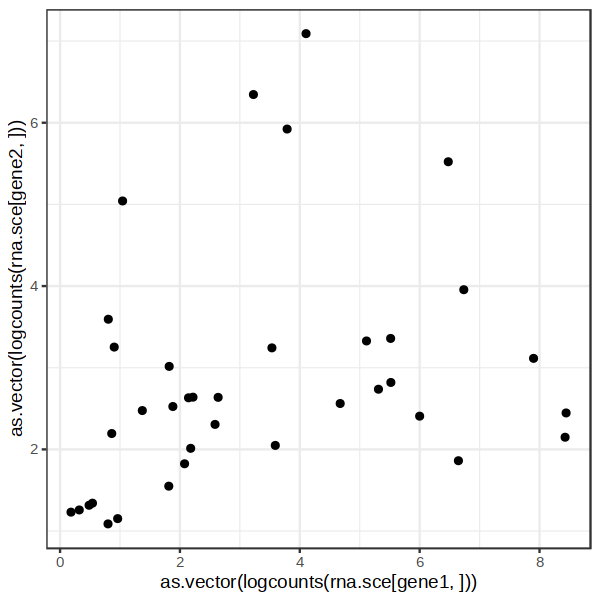 as.vector(logcounts(rna.sce[gene2, ]))
6
4
2
0 2 4 6 8
as.vector(logcounts(rna.sce[gene1, ]))